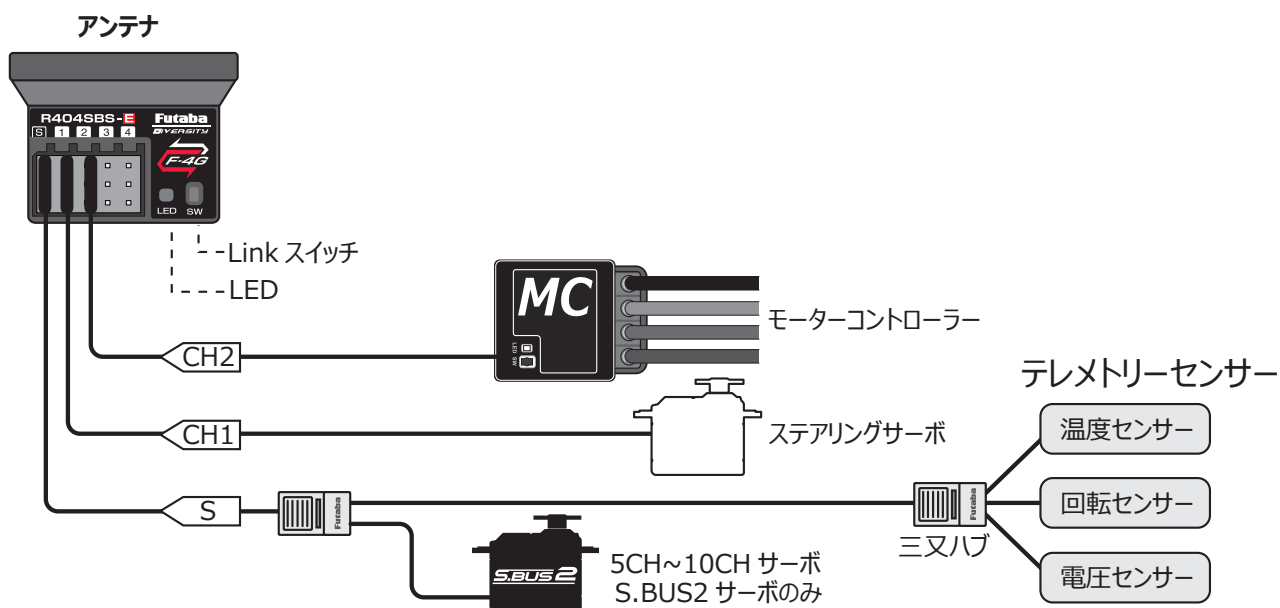 アンテナ
R404SBS-E
Futaba
DIVERSITY
S 1 2 3 4
F-4G
LED SW
Link スイッチ
LED
MC
LED SW
モーターコントローラー
CH2
テレメトリーセンサー
温度センサー
CH1
ステアリングサーボ
回転センサー
S
Futaba
Futaba
三又ハブ
S.BUS2
5CH~10CH サーボ
S.BUS2 サーボのみ
電圧センサー